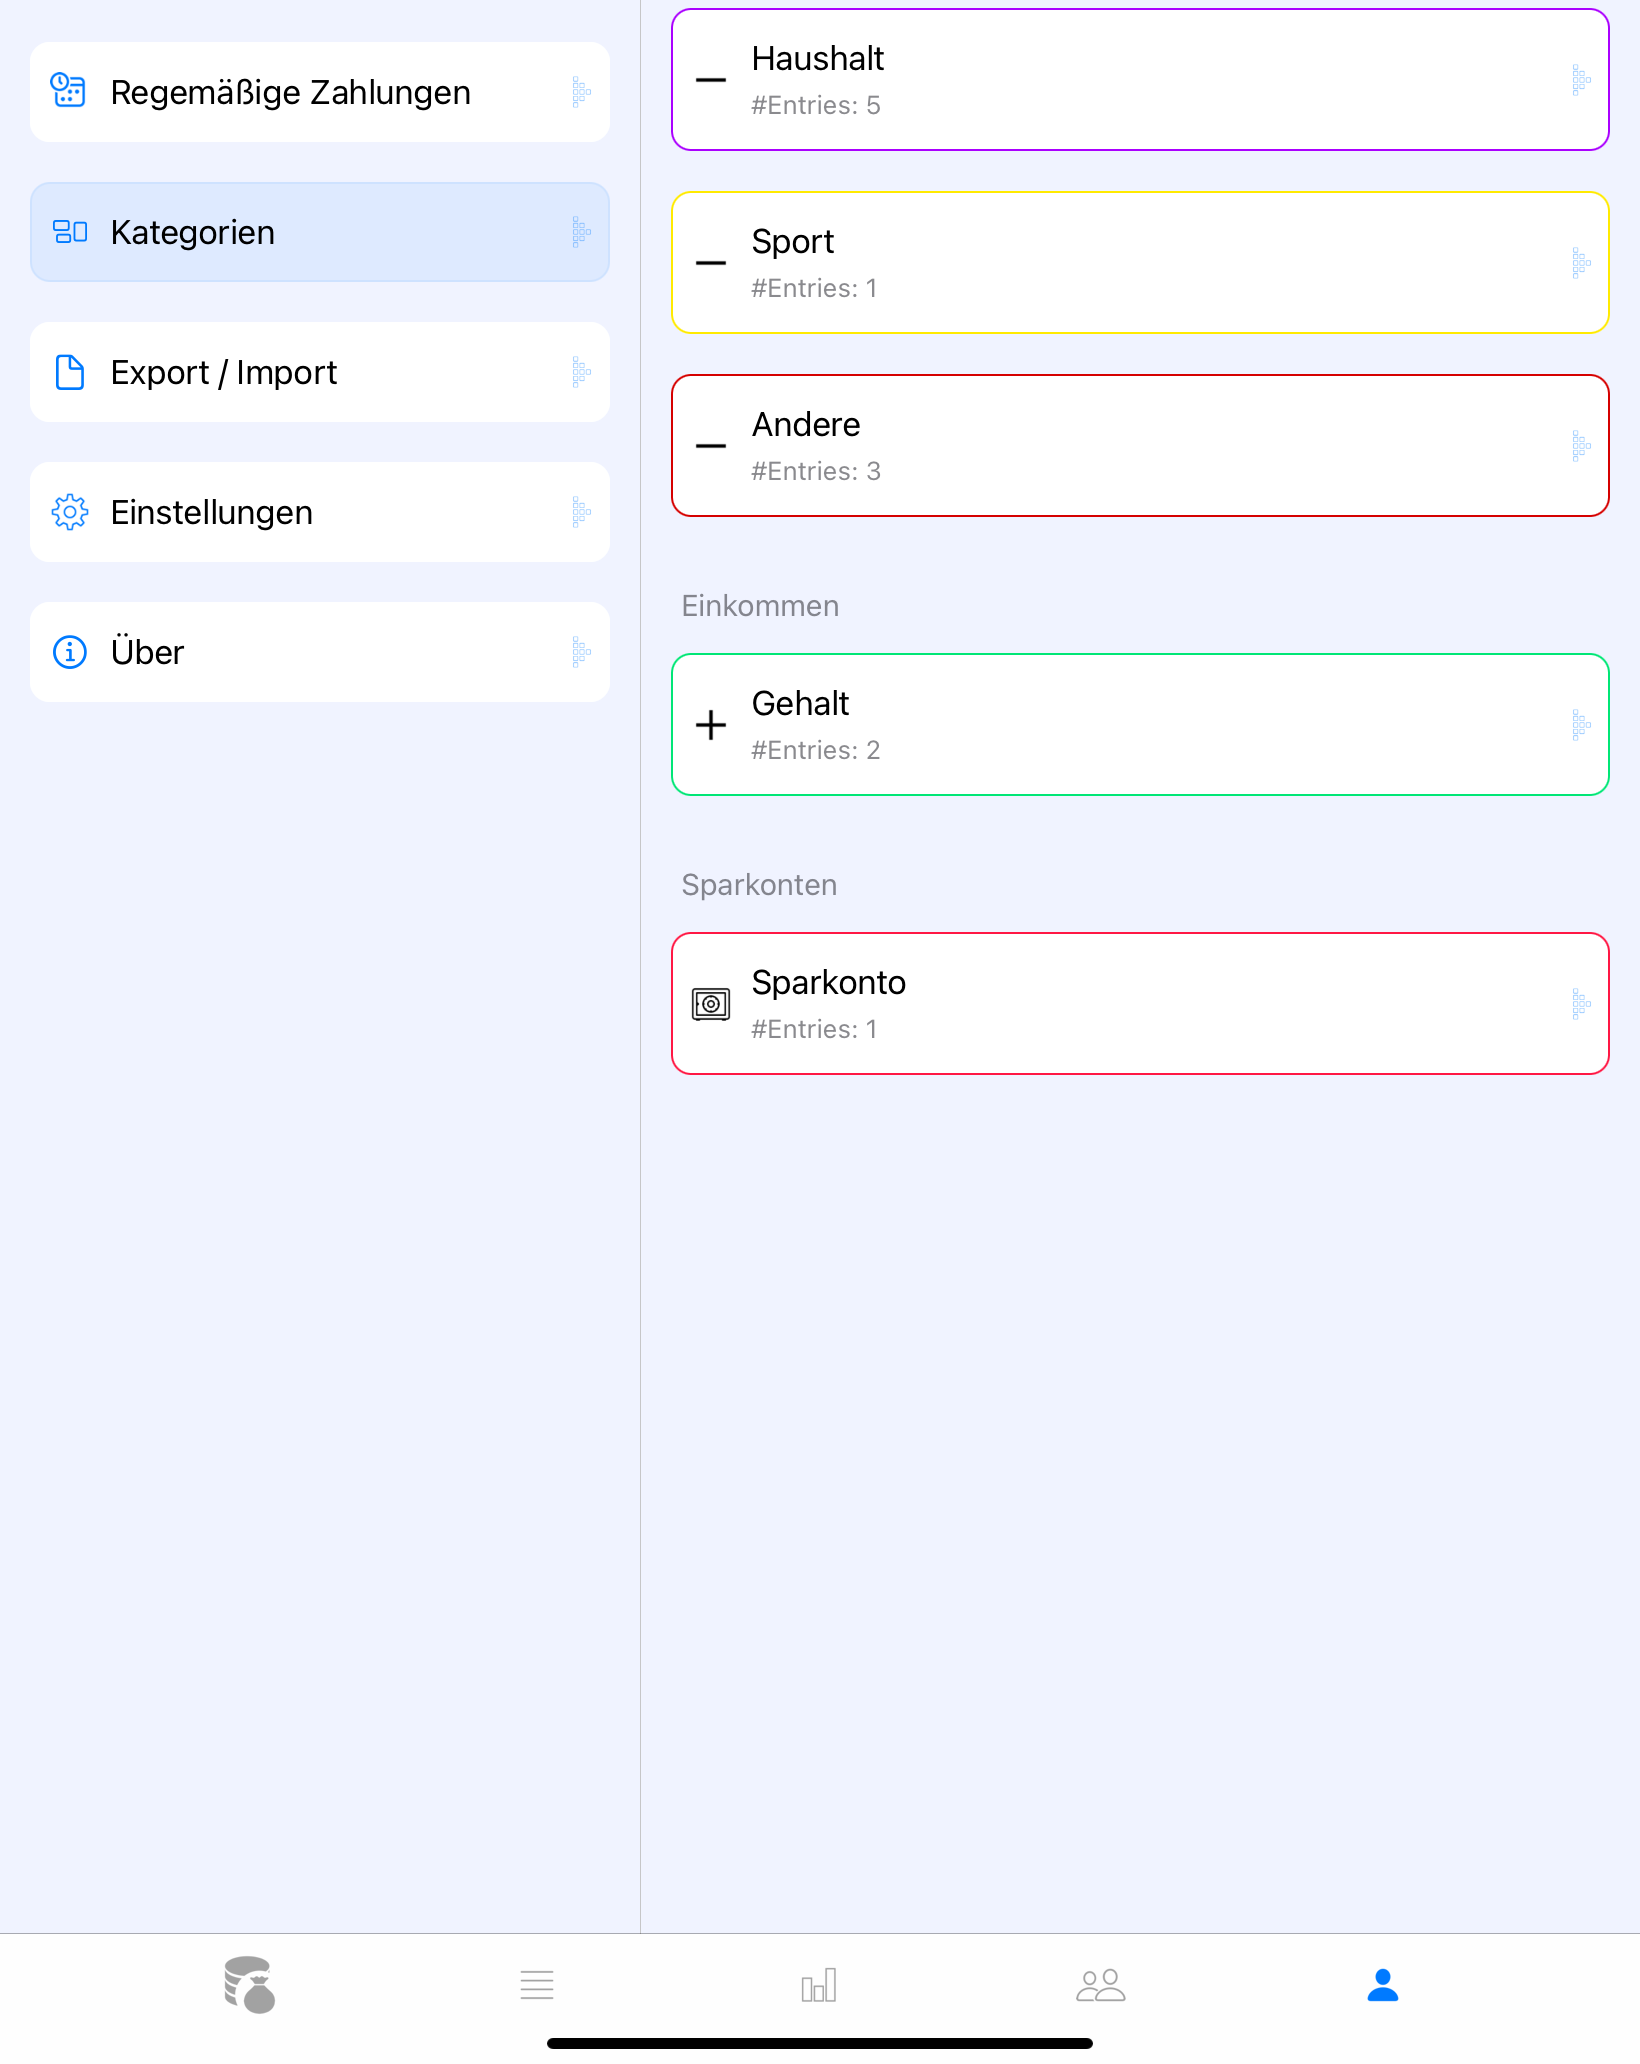 Regemäßige Zahlungen
Kategorien
Export / Import
Einstellungen
Über
Haushalt
#Entries: 5
Sport
#Entries: 1
Andere
#Entries: 3
Einkommen
Gehalt
#Entries: 2
Sparkonten
Sparkonto
#Entries: 1